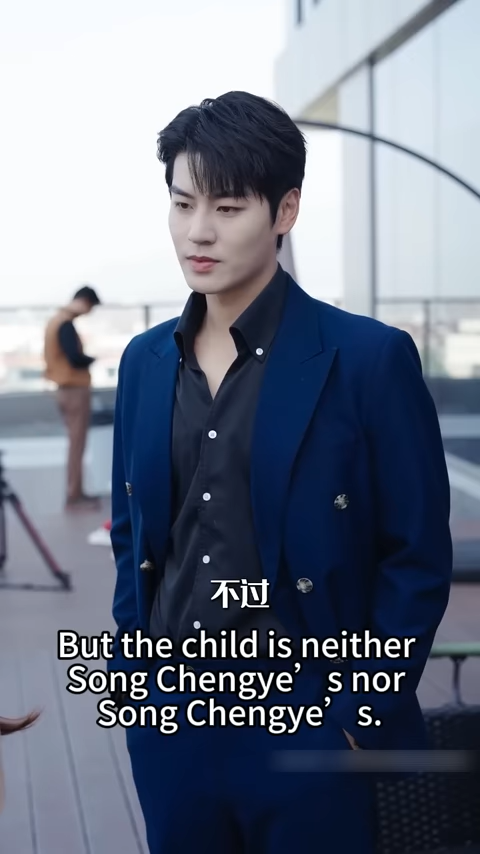 不过
But the child is neither
Song Chengye’s nor
Song Chengye’s.